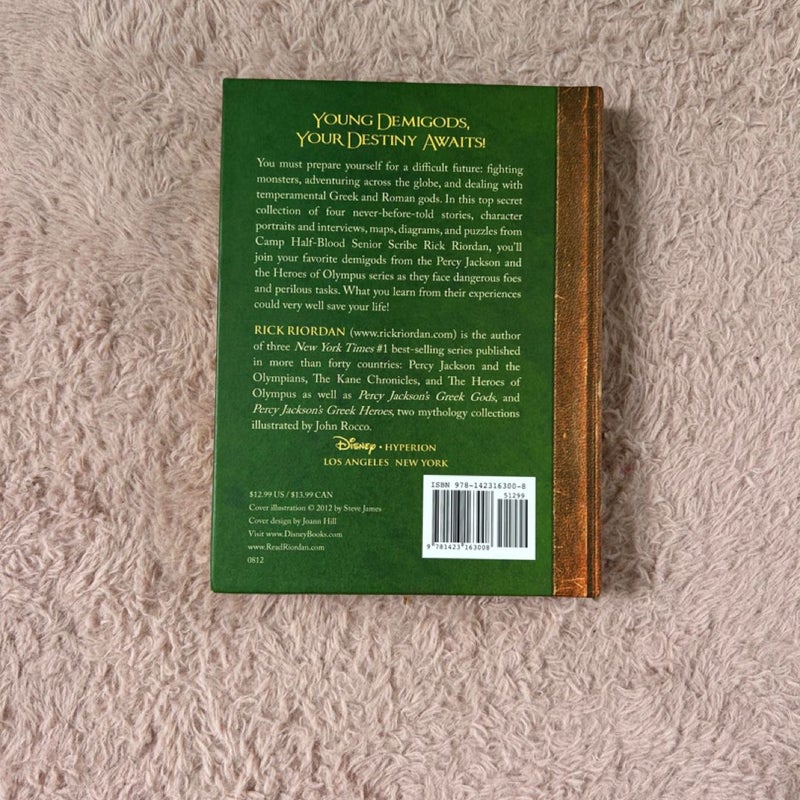 YOUNG DEMIGODS,
YOUR DESTINY AWAITS!
You must prepare yourself for a difficult future: fighting
monsters, adventuring across the globe, and dealing with
temperamental Greek and Roman gods. In this top secret
collection of four never-before-told stories, character
portraits and interviews, maps, diagrams, and puzzles from
Camp Half-Blood Senior Scribe Rick Riordan, you'll
join your favorite demigods from the Percy Jackson and
the Heroes of Olympus series as they face dangerous foes
and perilous tasks. What you learn from their experiences
could very well save your life!
RICK RIORDAN (www.rickriordan.com) is the author
of three New York Times #1 best-selling series published
in more than forty countries: Percy Jackson and the
Olympians, The Kane Chronicles, and The Heroes of
Olympus as well as Percy Jackson's Greek Gods, and
Percy Jackson's Greek Heroes, two mythology collections
illustrated by John Rocco.
Disney • HYPERION
LOS ANGELES NEW YORK
$12.99 US / $13.99 CAN
Cover illustration © 2012 by Steve James
Cover design by Joann Hill
Visit www.DisneyBooks.com
www.ReadRiordan.com
0812
ISBN 978-142316300-8
51299
9 781423 163008